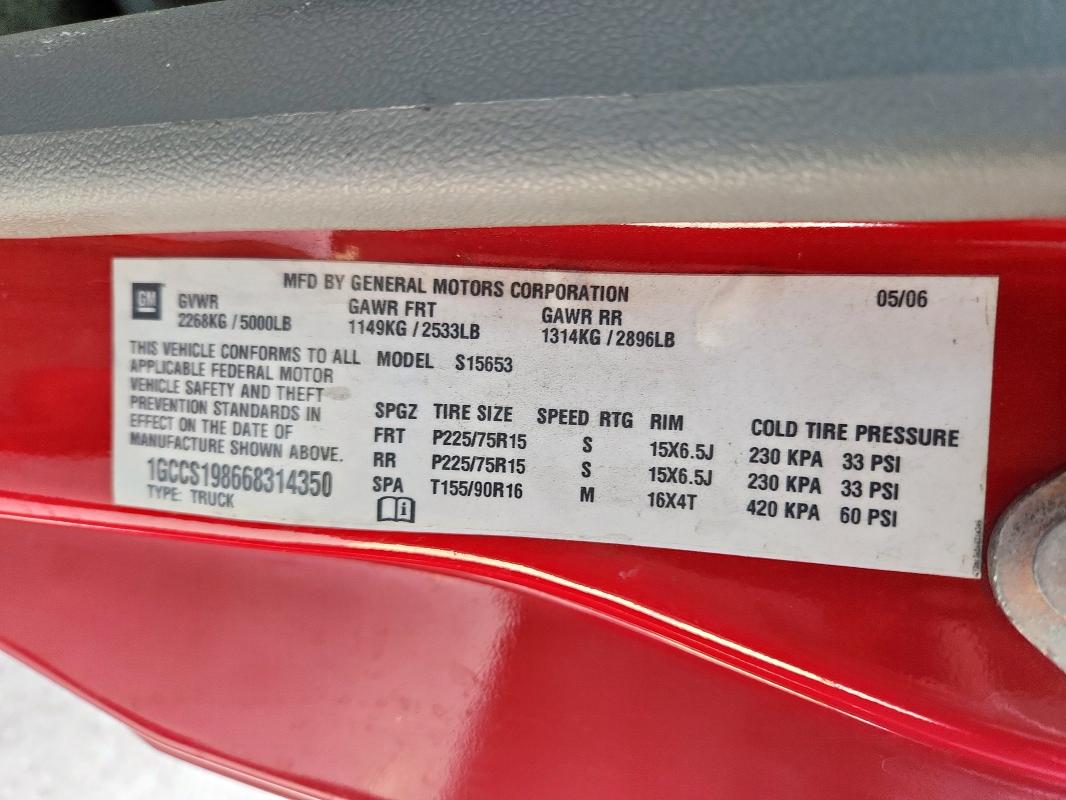 MFD BY GENERAL MOTORS CORPORATION 05/06
GM
GVWR GAWR FRT GAWR RR
2268KG / 5000LB 1149KG / 2533LB 1314KG / 2896LB
THIS VEHICLE CONFORMS TO ALL
APPLICABLE FEDERAL MOTOR
VEHICLE SAFETY AND THEFT
PREVENTION STANDARDS IN
EFFECT ON THE DATE OF
MANUFACTURE SHOWN ABOVE.
1GCCS198668314350
TYPE: TRUCK
MODEL S15653
SPGZ TIRE SIZE SPEED RTG RIM COLD TIRE PRESSURE
FRT P225/75R15 S 15X6.5J 230 KPA 33 PSI
RR P225/75R15 S 15X6.5J 230 KPA 33 PSI
SPA T155/90R16 M 16X4T 420 KPA 60 PSI